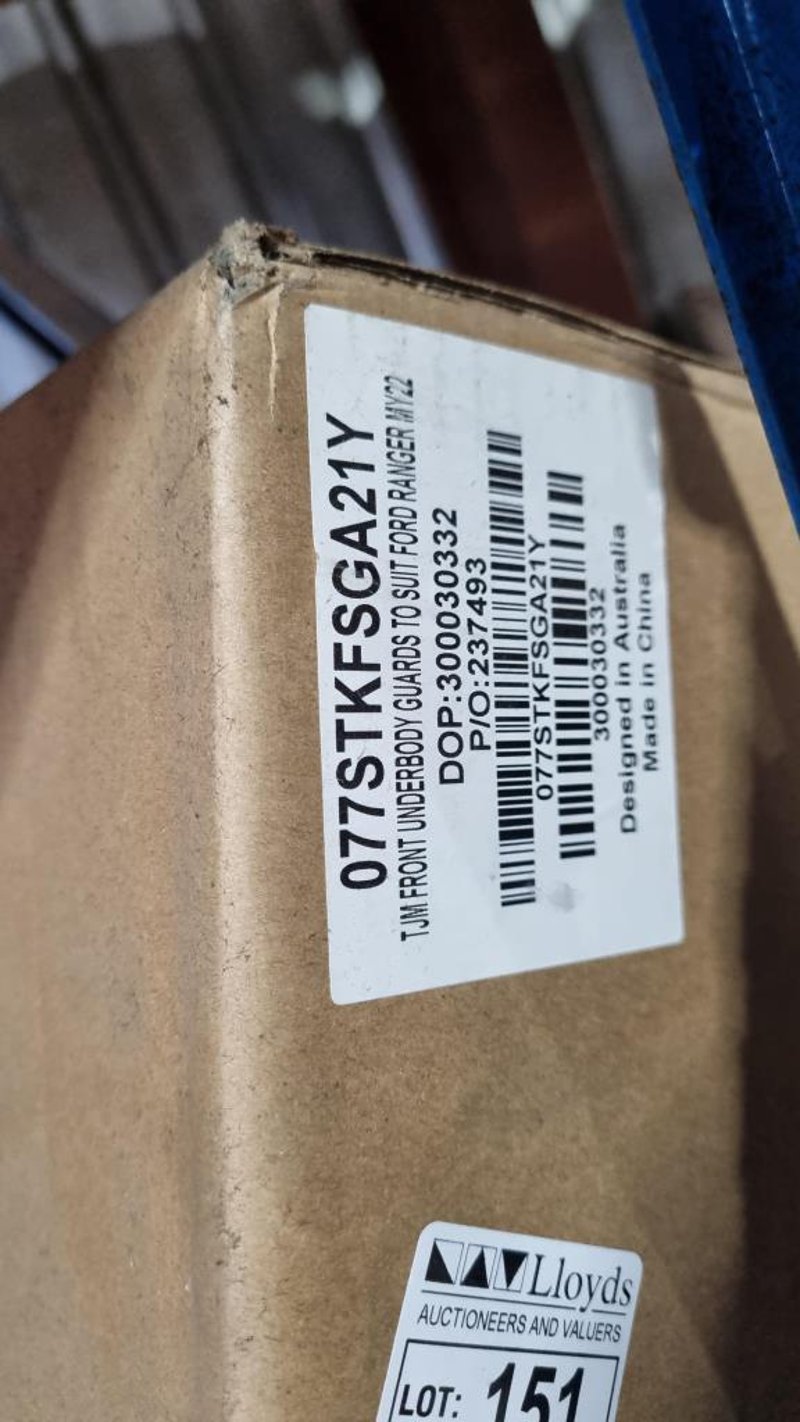 077STKFSGA21Y
TJM FRONT UNDERBODY GUARDS TO SUIT FORD RANGER MY22
DOP:300030332
P/O:237493
077STKFSGA21Y
300030332
Designed in Australia
Made in China
Lloyds
AUCTIONEERS AND VALUERS
LOT: 151